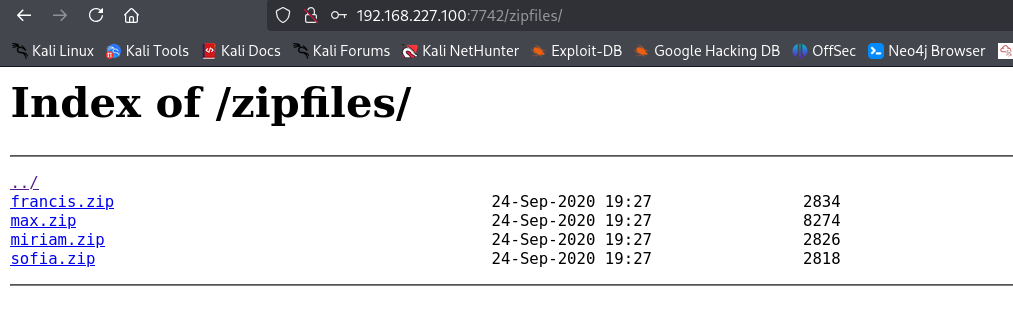 192.168.227.100:7742/zipfiles/
Kali Linux Kali Tools Kali Docs Kali Forums Kali NetHunter Exploit-DB Google Hacking DB OffSec Neo4j Browser
Index of /zipfiles/
../
francis.zip 24-Sep-2020 19:27 2834
max.zip 24-Sep-2020 19:27 8274
miriam.zip 24-Sep-2020 19:27 2826
sofia.zip 24-Sep-2020 19:27 2818